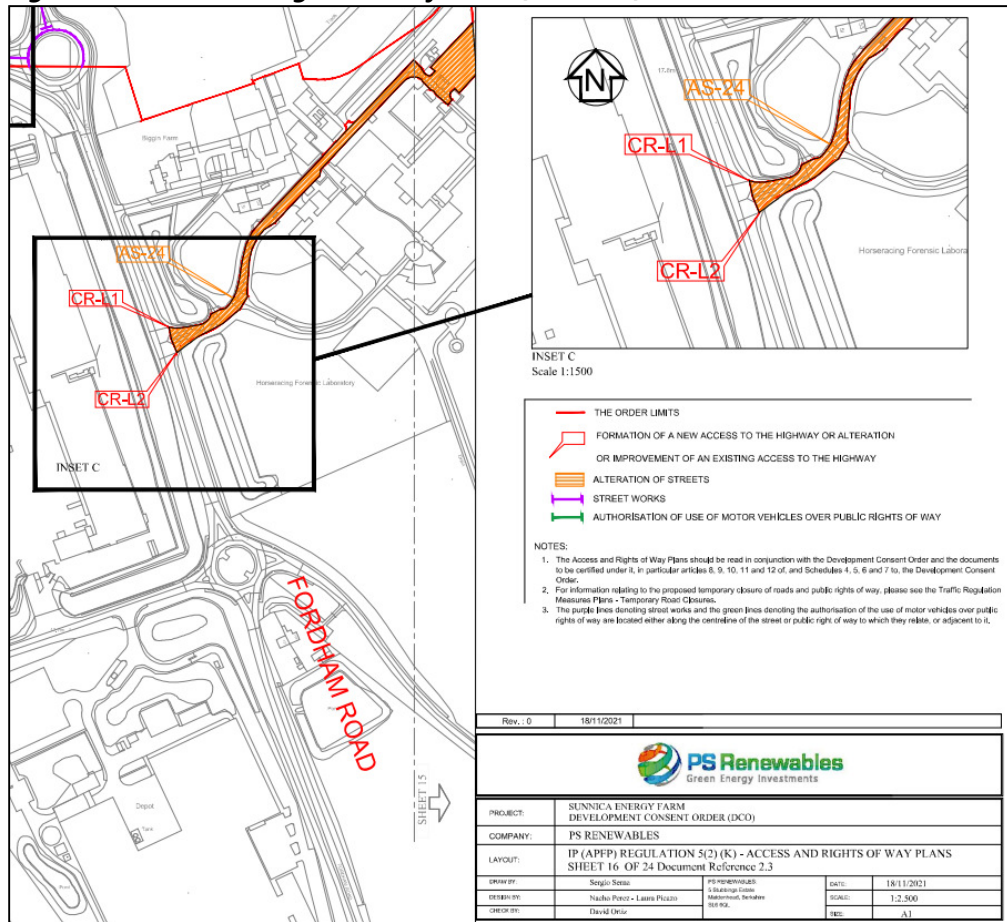 Biggin Farm
AS-24
CR-L1
CR-L2
Horseracing Forensic Laboratory
INSET C
FORDHAM ROAD
Depot
Tank
SHEET 15
N
AS-24
CR-L1
CR-L2
Horseracing Forensic Labora
INSET C
Scale 1:1500
THE ORDER LIMITS
FORMATION OF A NEW ACCESS TO THE HIGHWAY OR ALTERATION
OR IMPROVEMENT OF AN EXISTING ACCESS TO THE HIGHWAY
ALTERATION OF STREETS
STREET WORKS
AUTHORISATION OF USE OF MOTOR VEHICLES OVER PUBLIC RIGHTS OF WAY
NOTES:
1. The Access and Rights of Way Plans should be read in conjunction with the Development Consent Order and the documents
to be certified under it, in particular articles 8, 9, 10, 11 and 12 of, and Schedules 4, 5, 6 and 7 to, the Development Consent
Order.
2. For information relating to the proposed temporary closure of roads and public rights of way, please see the Traffic Regulation
Measures Plans - Temporary Road Closures.
3. The purple lines denoting street works and the green lines denoting the authorisation of the use of motor vehicles over public
rights of way are located either along the centreline of the street or public right of way to which they relate, or adjacent to it.
Rev. : 0 18/11/2021
PS Renewables
Green Energy Investments
PROJECT: SUNNICA ENERGY FARM
DEVELOPMENT CONSENT ORDER (DCO)
COMPANY: PS RENEWABLES
LAYOUT: IP (APFP) REGULATION 5(2) (K) - ACCESS AND RIGHTS OF WAY PLANS
SHEET 16 OF 24 Document Reference 2.3
DRAW BY: Sergio Serna
DESIGN BY: Nacho Perez - Laura Picazo
CHECK BY: David Ortiz
PS RENEWABLES.
5 Stubbings Estate
Maidenhead, Berkshire
SL6 6QL.
DATE: 18/11/2021
SCALE: 1:2.500
SIZE: A1